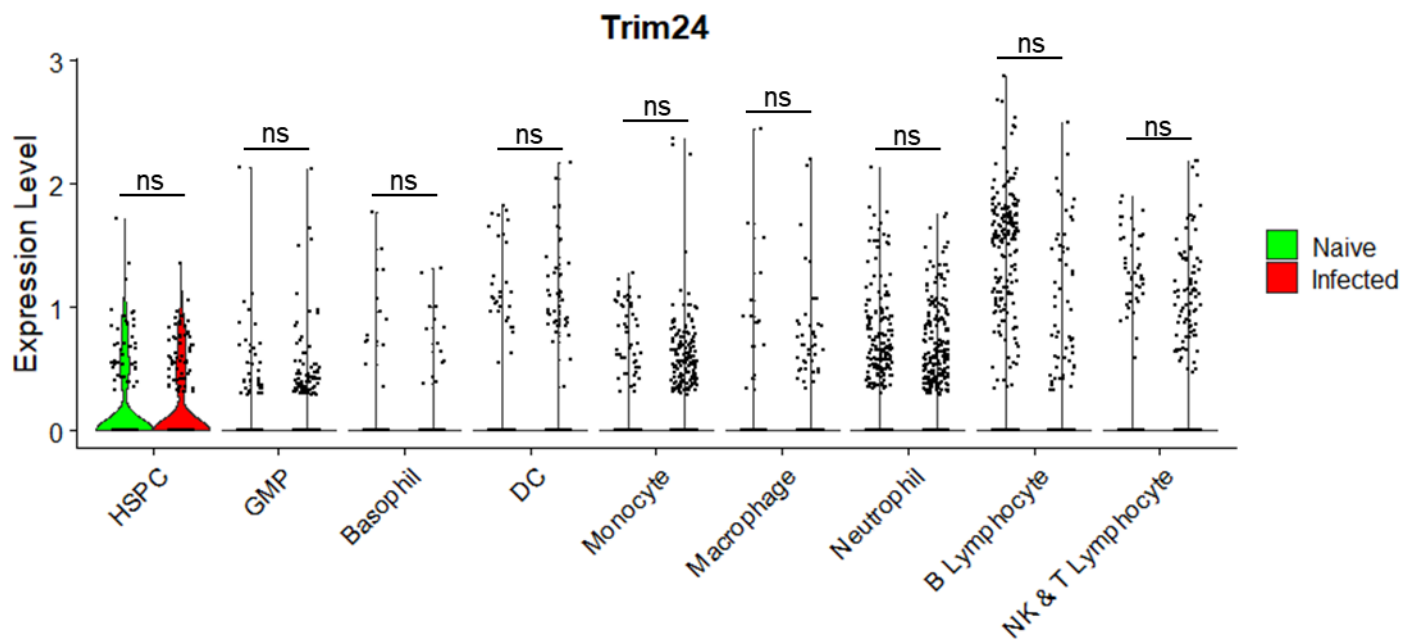 Trim24
Expression Level
3
2
1
0
ns
ns
ns
ns
ns
ns
ns
ns
ns
HSPC
GMP
Basophil
DC
Monocyte
Macrophage
Neutrophil
B Lymphocyte
NK & T Lymphocyte
Naive
Infected